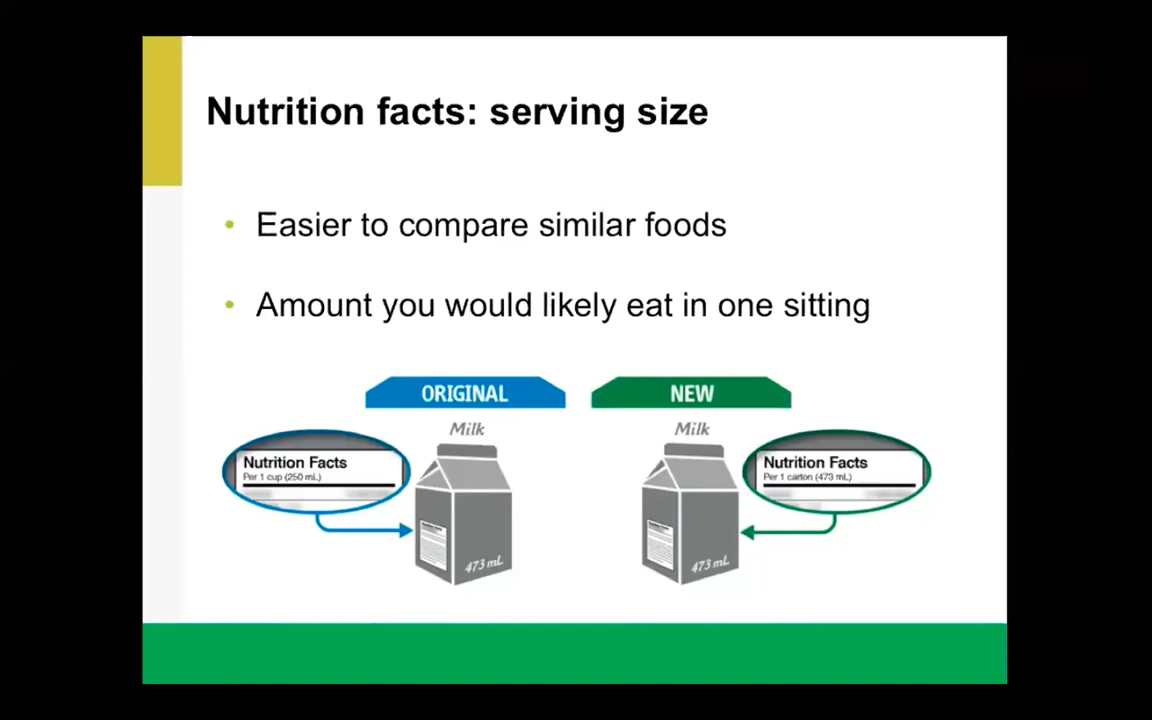 Nutrition facts: serving size
• Easier to compare similar foods
• Amount you would likely eat in one sitting
ORIGINAL
NEW
Milk
Milk
Nutrition Facts
Per 1 cup (250 mL)
Nutrition Facts
Per 1 carton (473 mL)
473 mL
473 mL